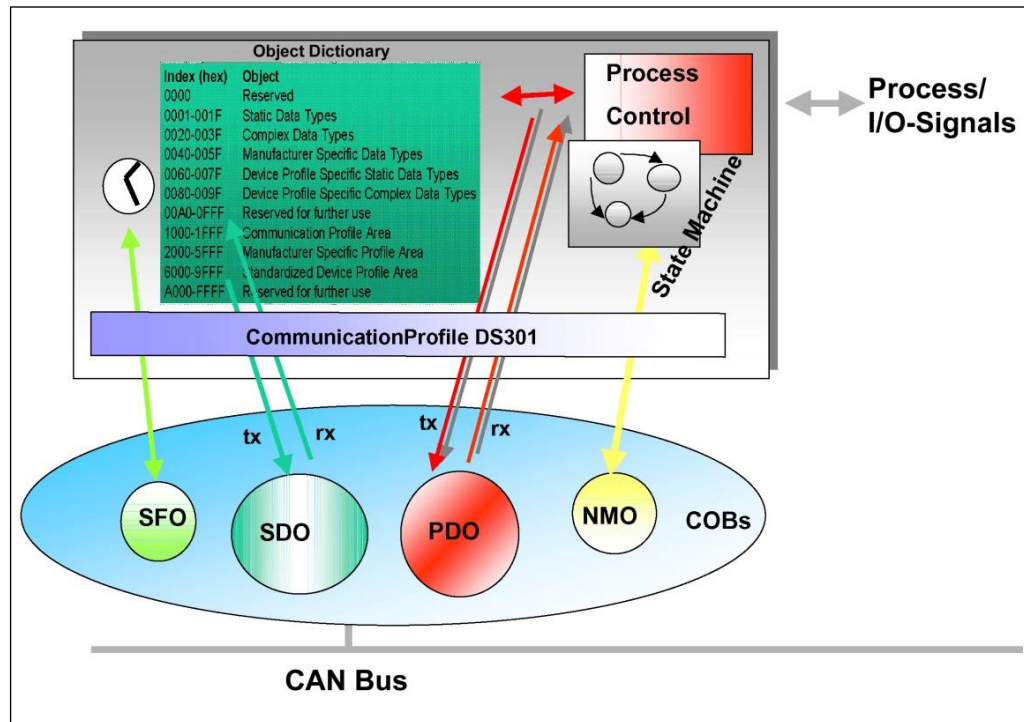 Object Dictionary
Index (hex) Object
0000 Reserved
0001-001F Static Data Types
0020-003F Complex Data Types
0040-005F Manufacturer Specific Data Types
0060-007F Device Profile Specific Static Data Types
0080-009F Device Profile Specific Complex Data Types
00A0-0FFF Reserved for further use
1000-1FFF Communication Profile Area
2000-5FFF Manufacturer Specific Profile Area
6000-9FFF Standardized Device Profile Area
A000-FFFF Reserved for further use
Process
Control
State Machine
Process/
I/O-Signals
CommunicationProfile DS301
tx rx tx rx
SFO SDO PDO NMO COBs
CAN Bus